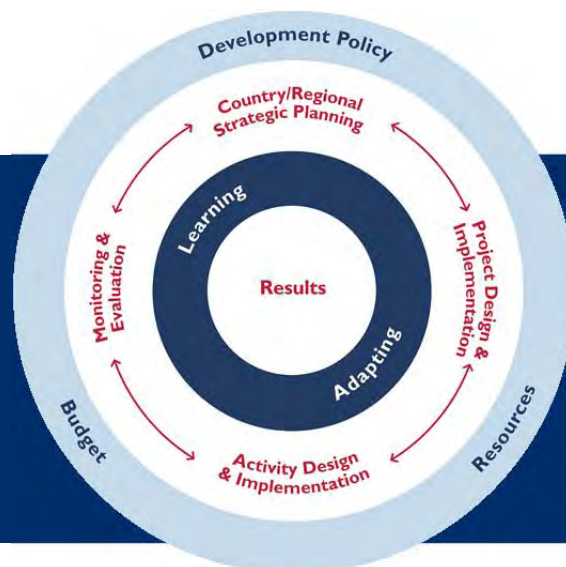 Development Policy
Country/Regional
Strategic Planning
Learning
Monitoring &
Evaluation
Results
Project Design &
Implementation
Adapting
Budget
Resources
Activity Design
& Implementation